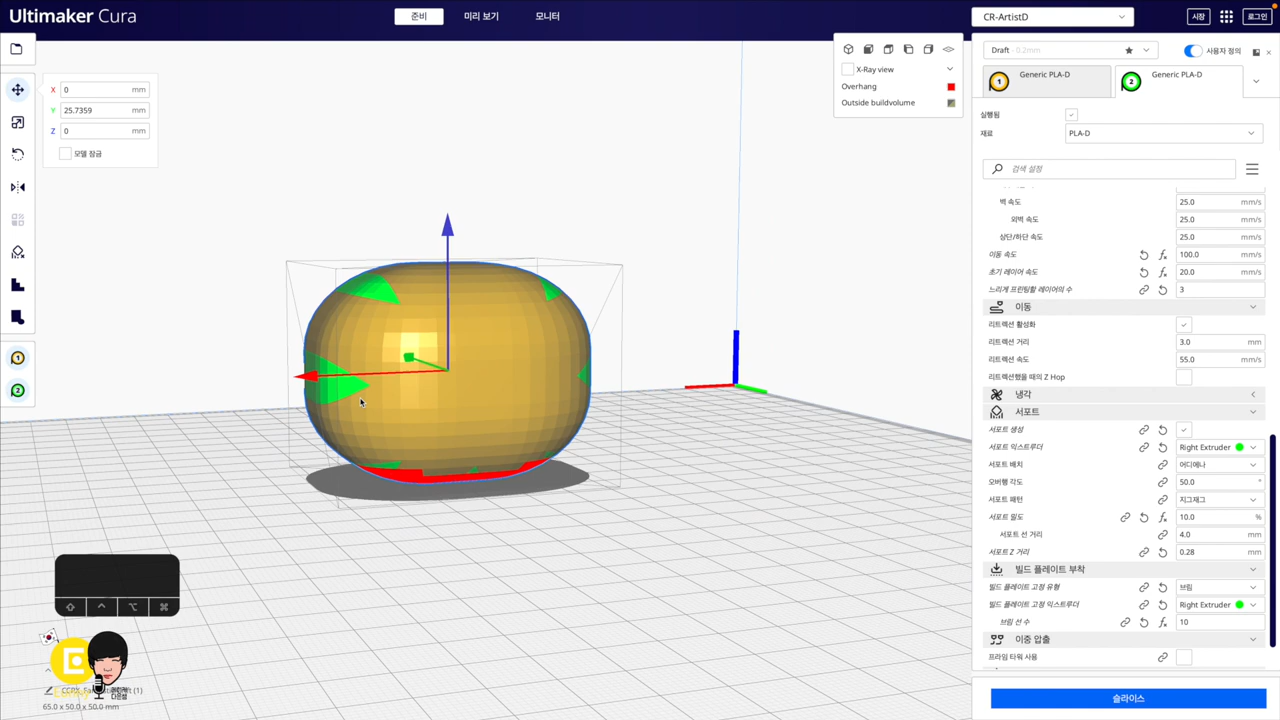 Ultimaker Cura
준비
미리 보기
모니터
CR-ArtistD
시장
로그인
X 0 mm
Y 25.7359 mm
Z 0 mm
모델 잠금
X-Ray view
Overhang
Outside buildvolume
Draft - 0.2mm
사용자 정의
1 Generic PLA-D
2 Generic PLA-D
실행됨
재료 PLA-D
검색 설정
벽 속도 25.0 mm/s
외벽 속도 25.0 mm/s
상단/하단 속도 25.0 mm/s
이동 속도 100.0 mm/s
초기 레이어 속도 20.0 mm/s
느리게 프린팅할 레이어의 수 3
이동
리트렉션 활성화
리트렉션 거리 3.0 mm
리트렉션 속도 55.0 mm/s
리트렉션했을 때의 Z Hop
냉각
서포트
서포트 생성
서포트 익스트루더 Right Extruder
서포트 배치 어디에나
오버행 각도 50.0 °
서포트 패턴 지그재그
서포트 밀도 10.0 %
서포트 선 거리 4.0 mm
서포트 Z 거리 0.28 mm
빌드 플레이트 부착
빌드 플레이트 고정 유형 브림
빌드 플레이트 고정 익스트루더 Right Extruder
브림 선 수 10
이중 압출
프라임 타워 사용
슬라이스
1
2
65.0 x 50.0 x 50.0 mm